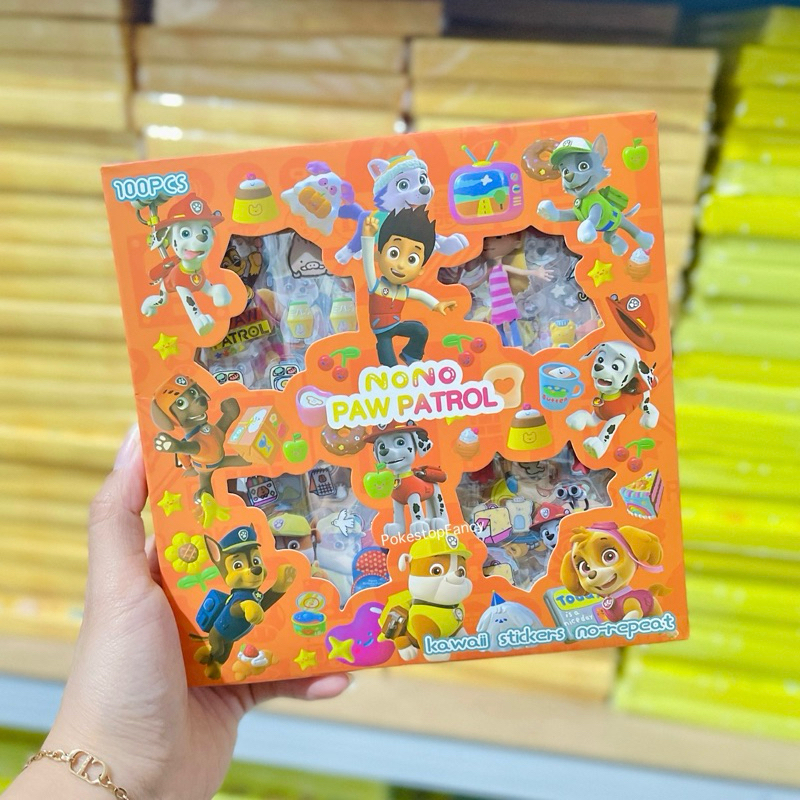 100PCS
PATROL
NONO
PAW PATROL
PokestopFancy
kawaii stickers no-repeat